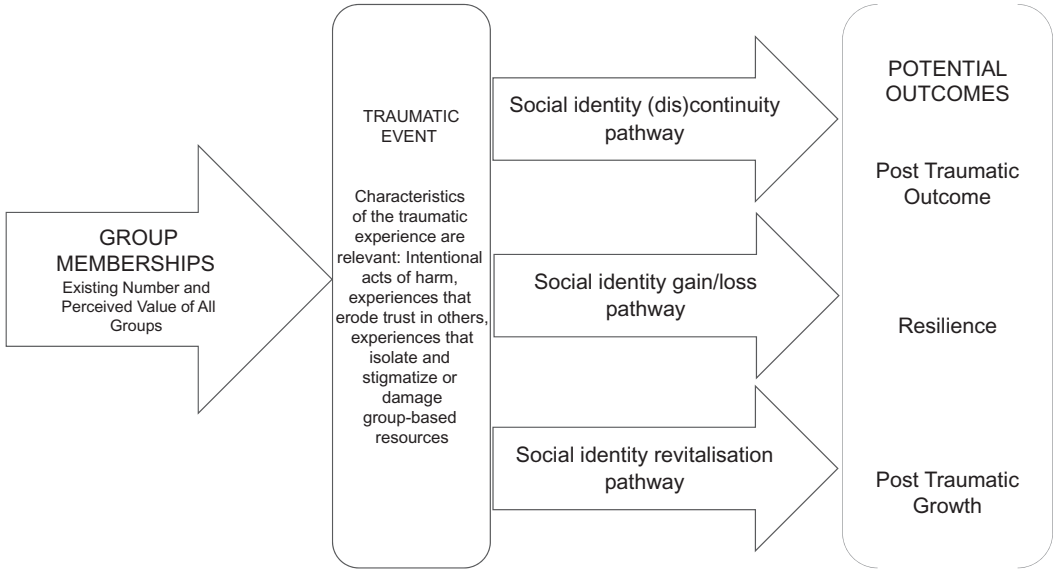 GROUP
MEMBERSHIPS
Existing Number and
Perceived Value of All
Groups
TRAUMATIC
EVENT
Characteristics
of the traumatic
experience are
relevant: Intentional
acts of harm,
experiences that
erode trust in others,
experiences that
isolate and
stigmatize or
damage
group-based
resources
Social identity (dis)continuity
pathway
Social identity gain/loss
pathway
Social identity revitalisation
pathway
POTENTIAL
OUTCOMES
Post Traumatic
Outcome
Resilience
Post Traumatic
Growth